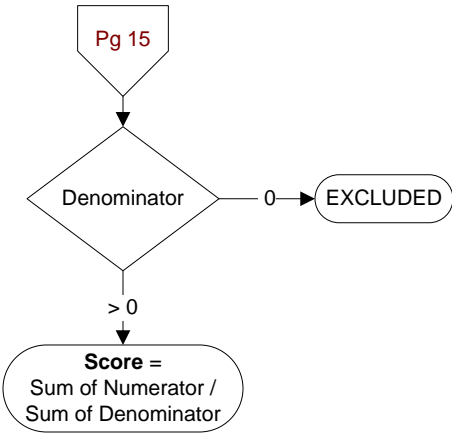 Pg 15
Denominator
0
EXCLUDED
> 0
Score =
Sum of Numerator /
Sum of Denominator